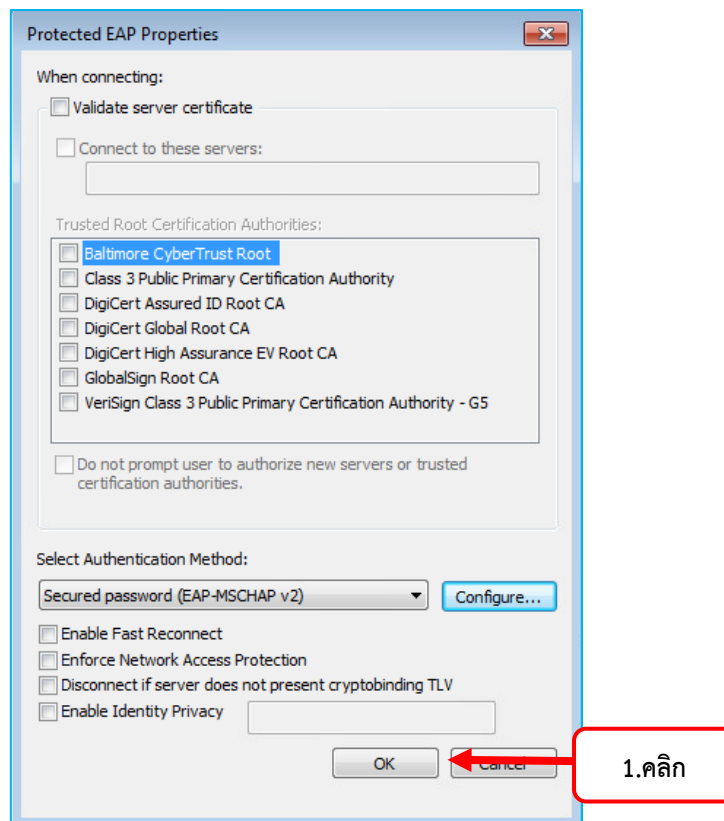 Protected EAP Properties
When connecting:
Validate server certificate
Connect to these servers:
Trusted Root Certification Authorities:
Baltimore CyberTrust Root
Class 3 Public Primary Certification Authority
DigiCert Assured ID Root CA
DigiCert Global Root CA
DigiCert High Assurance EV Root CA
GlobalSign Root CA
VeriSign Class 3 Public Primary Certification Authority - G5
Do not prompt user to authorize new servers or trusted
certification authorities.
Select Authentication Method:
Secured password (EAP-MSCHAP v2)
Configure...
Enable Fast Reconnect
Enforce Network Access Protection
Disconnect if server does not present cryptobinding TLV
Enable Identity Privacy
OK
Cancel
1.คลิก